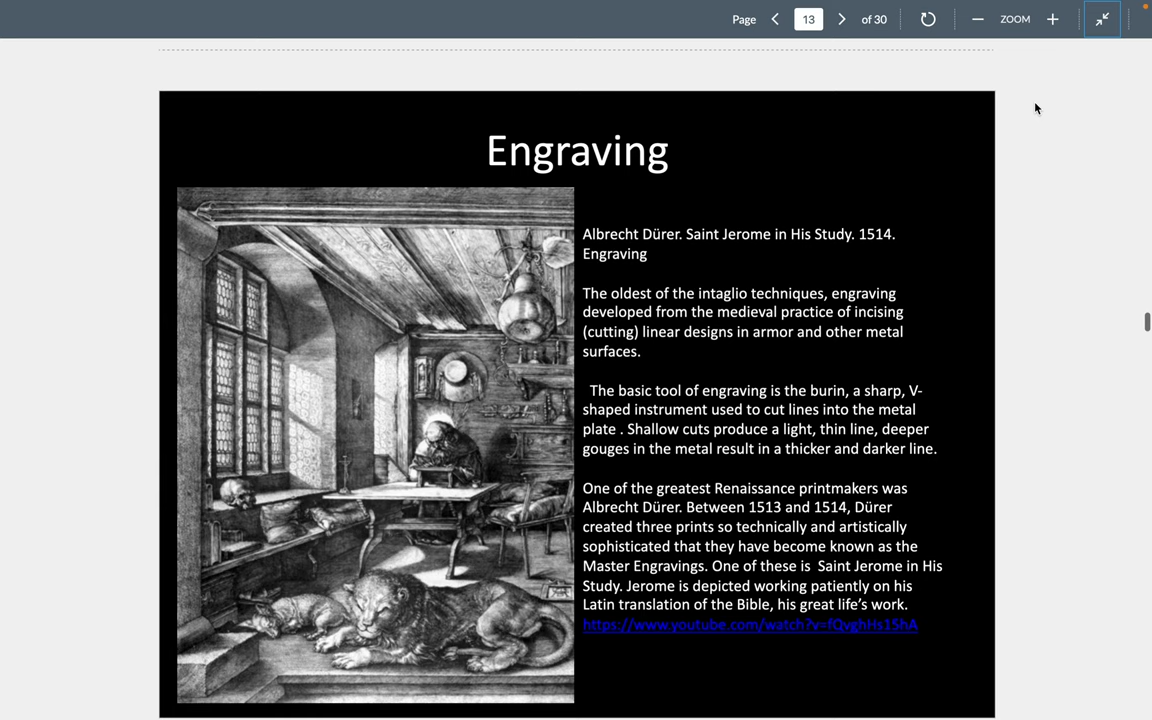 Page 13 of 30 ZOOM
Engraving
Albrecht Dürer. Saint Jerome in His Study. 1514.
Engraving
The oldest of the intaglio techniques, engraving
developed from the medieval practice of incising
(cutting) linear designs in armor and other metal
surfaces.
The basic tool of engraving is the burin, a sharp, V-
shaped instrument used to cut lines into the metal
plate . Shallow cuts produce a light, thin line, deeper
gouges in the metal result in a thicker and darker line.
One of the greatest Renaissance printmakers was
Albrecht Dürer. Between 1513 and 1514, Dürer
created three prints so technically and artistically
sophisticated that they have become known as the
Master Engravings. One of these is  Saint Jerome in His
Study. Jerome is depicted working patiently on his
Latin translation of the Bible, his great life’s work.
https://www.youtube.com/watch?v=fQvghHs15hA